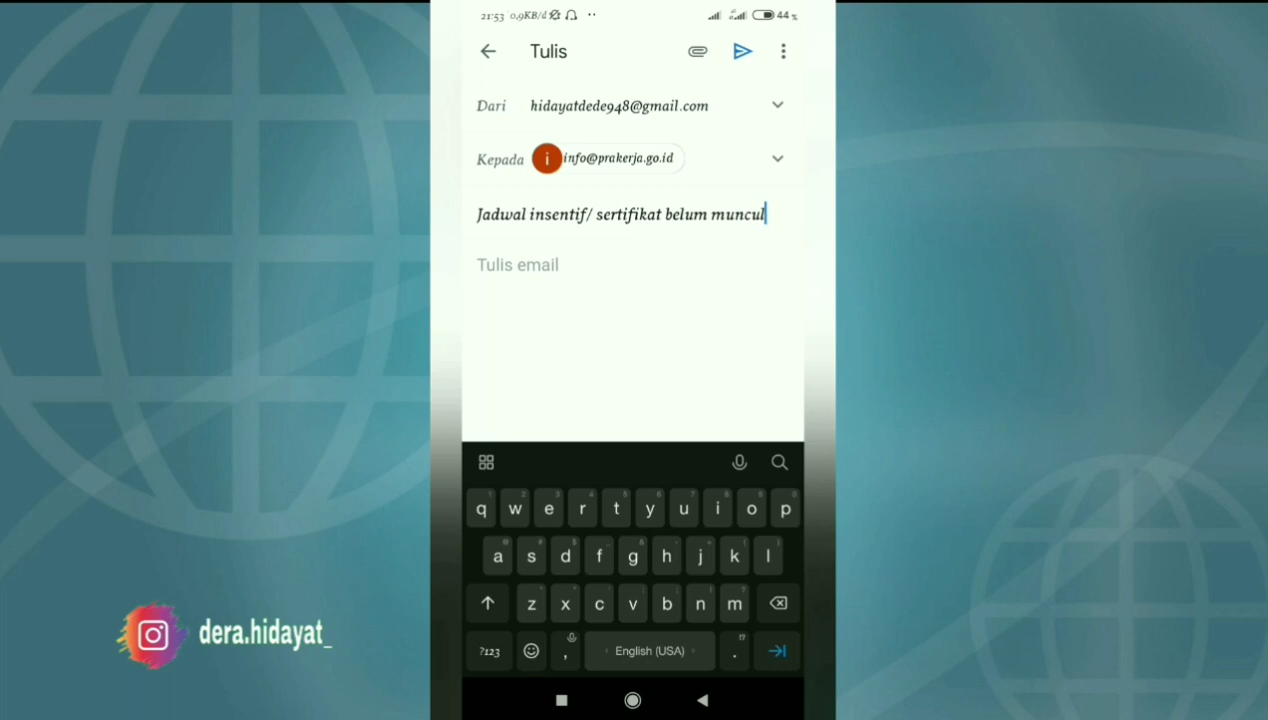 21:53 0,9KB/d 44 %
Tulis
Dari hidayatdede948@gmail.com
Kepada i info@prakerja.go.id
Jadwal insentif/ sertifikat belum muncul
Tulis email
q w e r t y u i o p
a s d f g h j k l
z x c v b n m
?123 , English (USA) .
dera.hidayat_